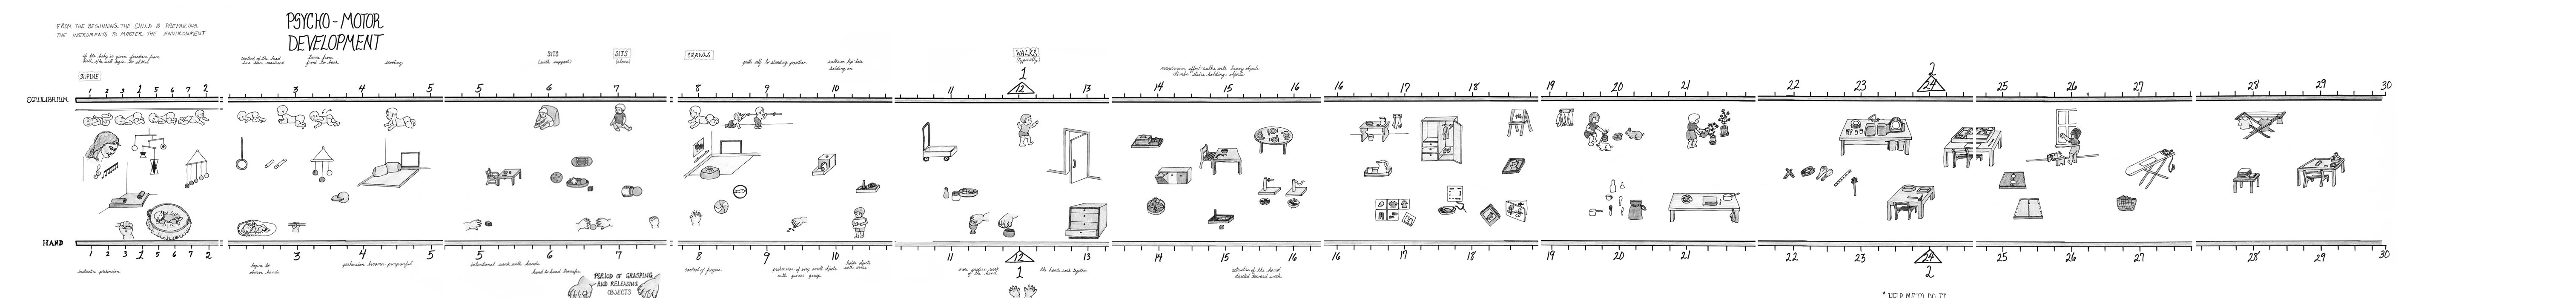 FROM THE BEGINNING, THE CHILD IS PREPARING
THE INSTRUMENTS TO MASTER THE ENVIRONMENT
PSYCHO-MOTOR
DEVELOPMENT
if the baby is given freedom from
birth, s/he will begin to slither
SUPINE
control of the head
has been mastered
turns from
front to back
scooting
SITS
(with support)
SITS
(alone)
CRAWLS
pulls self to standing position
walks on tip-toes
holding on
WALKS
(typically)
1
maximum effort-walks with heavy objects
climbs stairs holding objects
2
EQUILIBRIUM
1 2 3 1 5 6 7 2 3 4 5 5 6 7 8 9 10 11 12 13 14 15 16 16 17 18 19 20 21 22 23 24 25 26 27 28 29 30
HAND
1 2 3 1 5 6 7 2 3 4 5 5 6 7 8 9 10 11 12 13 14 15 16 16 17 18 19 20 21 22 23 24 25 26 27 28 29 30
instinctive prehension
begins to
observe hands
prehension becomes purposeful
intentional work with hands
hand to hand transfer
PERIOD OF GRASPING
AND RELEASING
OBJECTS
control of fingers
prehension of very small objects
with pincer grasp
holds objects
with
more precise work
of the hand
1
the hands work together
activities of the hand
directed toward work
2
"HELP ME TO DO IT